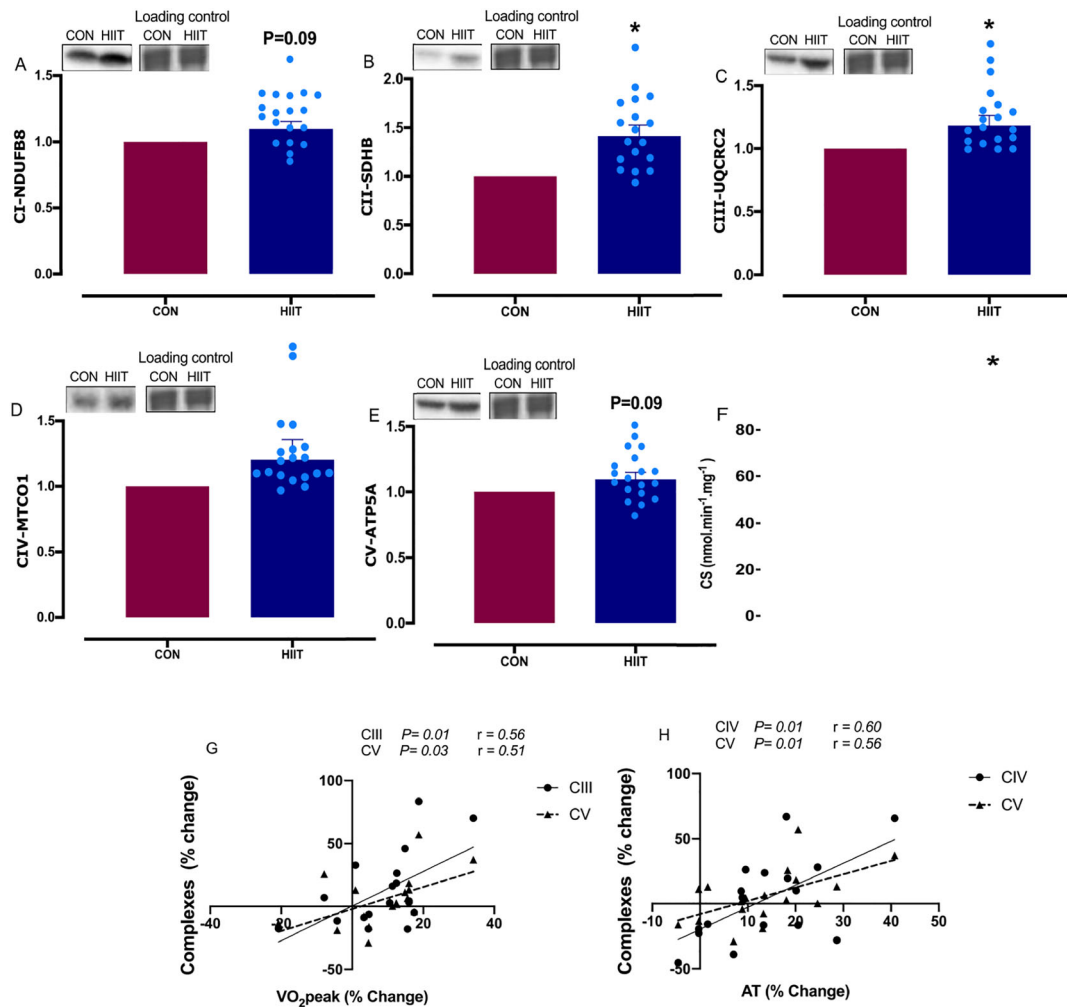 Loading control
CON HIIT CON HIIT
P=0.09
A
1.5
1.0
0.5
0.0
CI-NDUFB8
CON
HIIT
Loading control
CON HIIT CON HIIT
*
B
2.0
1.5
1.0
0.5
0.0
CII-SDHB
CON
HIIT
Loading control
CON HIIT CON HIIT
*
C
1.5
1.0
0.5
0.0
CIII-UQCRC2
CON
HIIT
Loading control
CON HIIT CON HIIT
D
1.5
1.0
0.5
0.0
CIV-MTCO1
CON
HIIT
Loading control
CON HIIT CON HIIT
P=0.09
E
1.5
1.0
0.5
0.0
CV-ATP5A
CON
HIIT
*
F
80-
60-
40-
20-
0-
CS (nmol.min⁻¹.mg⁻¹)
G
CIII P= 0.01 r = 0.56
CV P= 0.03 r = 0.51
CIII
CV
100
50
-50
-40
-20
20
40
Complexes (% change)
VO₂peak (% Change)
H
CIV P= 0.01 r = 0.60
CV P= 0.01 r = 0.56
CIV
CV
100
50
-50
-10
10
20
30
40
50
Complexes (% change)
AT (% Change)